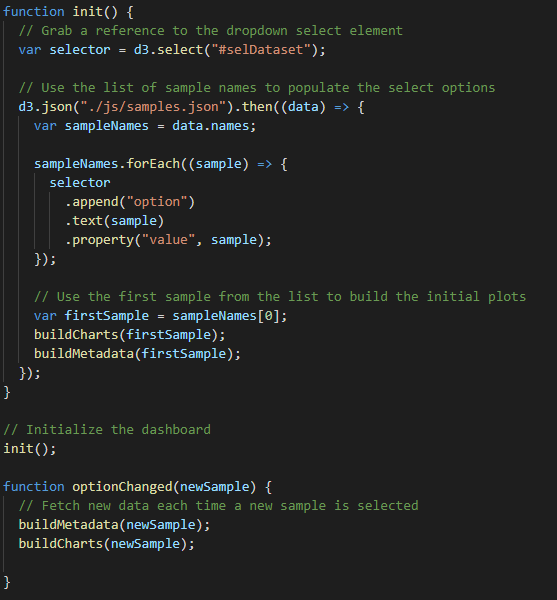 function init() {
  // Grab a reference to the dropdown select element
  var selector = d3.select("#selDataset");

  // Use the list of sample names to populate the select options
  d3.json("./js/samples.json").then((data) => {
    var sampleNames = data.names;

    sampleNames.forEach((sample) => {
      selector
        .append("option")
        .text(sample)
        .property("value", sample);
    });

    // Use the first sample from the list to build the initial plots
    var firstSample = sampleNames[0];
    buildCharts(firstSample);
    buildMetadata(firstSample);
  });
}

// Initialize the dashboard
init();

function optionChanged(newSample) {
  // Fetch new data each time a new sample is selected
  buildMetadata(newSample);
  buildCharts(newSample);

}